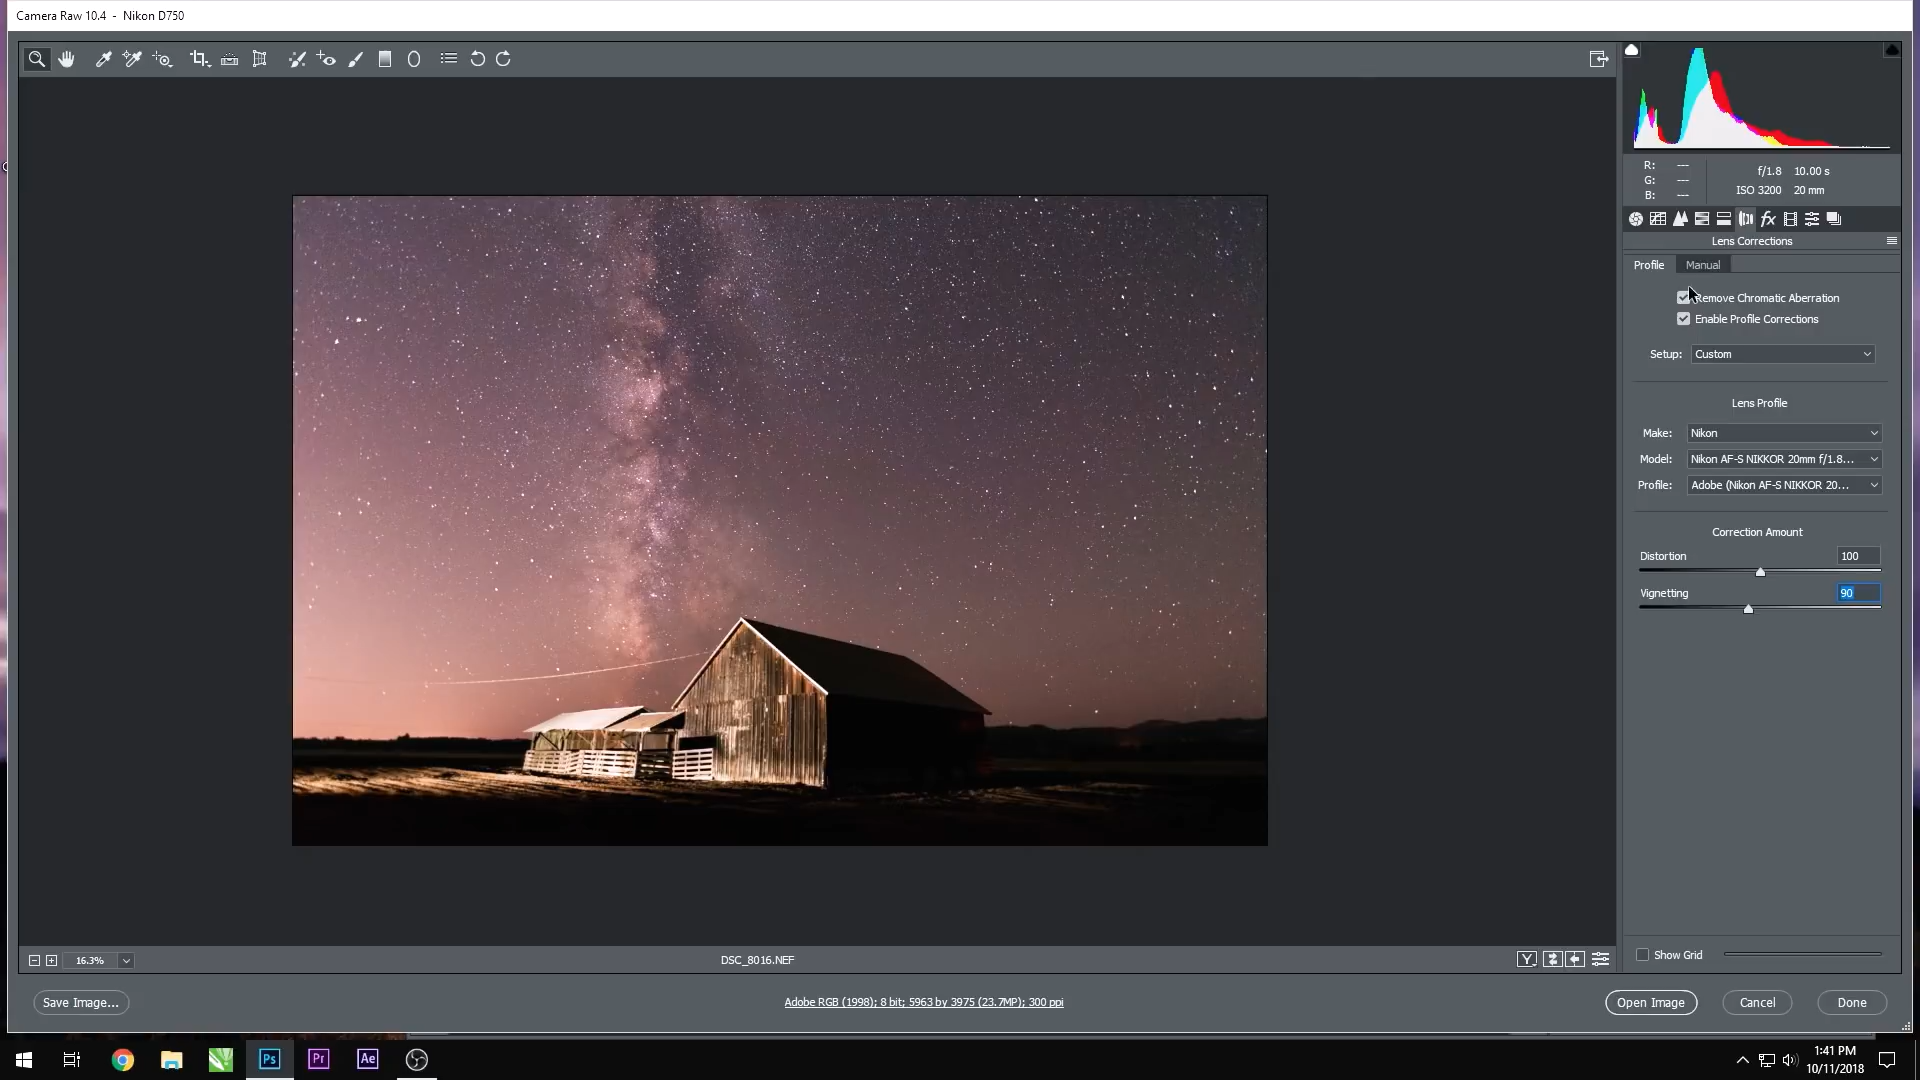 Camera Raw 10.4 - Nikon D750
R: ---
G: ---
B: ---
f/1.8 10.00 s
ISO 3200 20 mm
fx
Lens Corrections
Profile Manual
Remove Chromatic Aberration
Enable Profile Corrections
Setup: Custom
Lens Profile
Make: Nikon
Model: Nikon AF-S NIKKOR 20mm f/1.8...
Profile: Adobe (Nikon AF-S NIKKOR 20...
Correction Amount
Distortion 100
Vignetting 90
16.3% DSC_8016.NEF Y Show Grid
Save Image... Adobe RGB (1998); 8 bit; 5963 by 3975 (23.7MP); 300 ppi Open Image Cancel Done
Ps Pr Ae
1:41 PM
10/11/2018